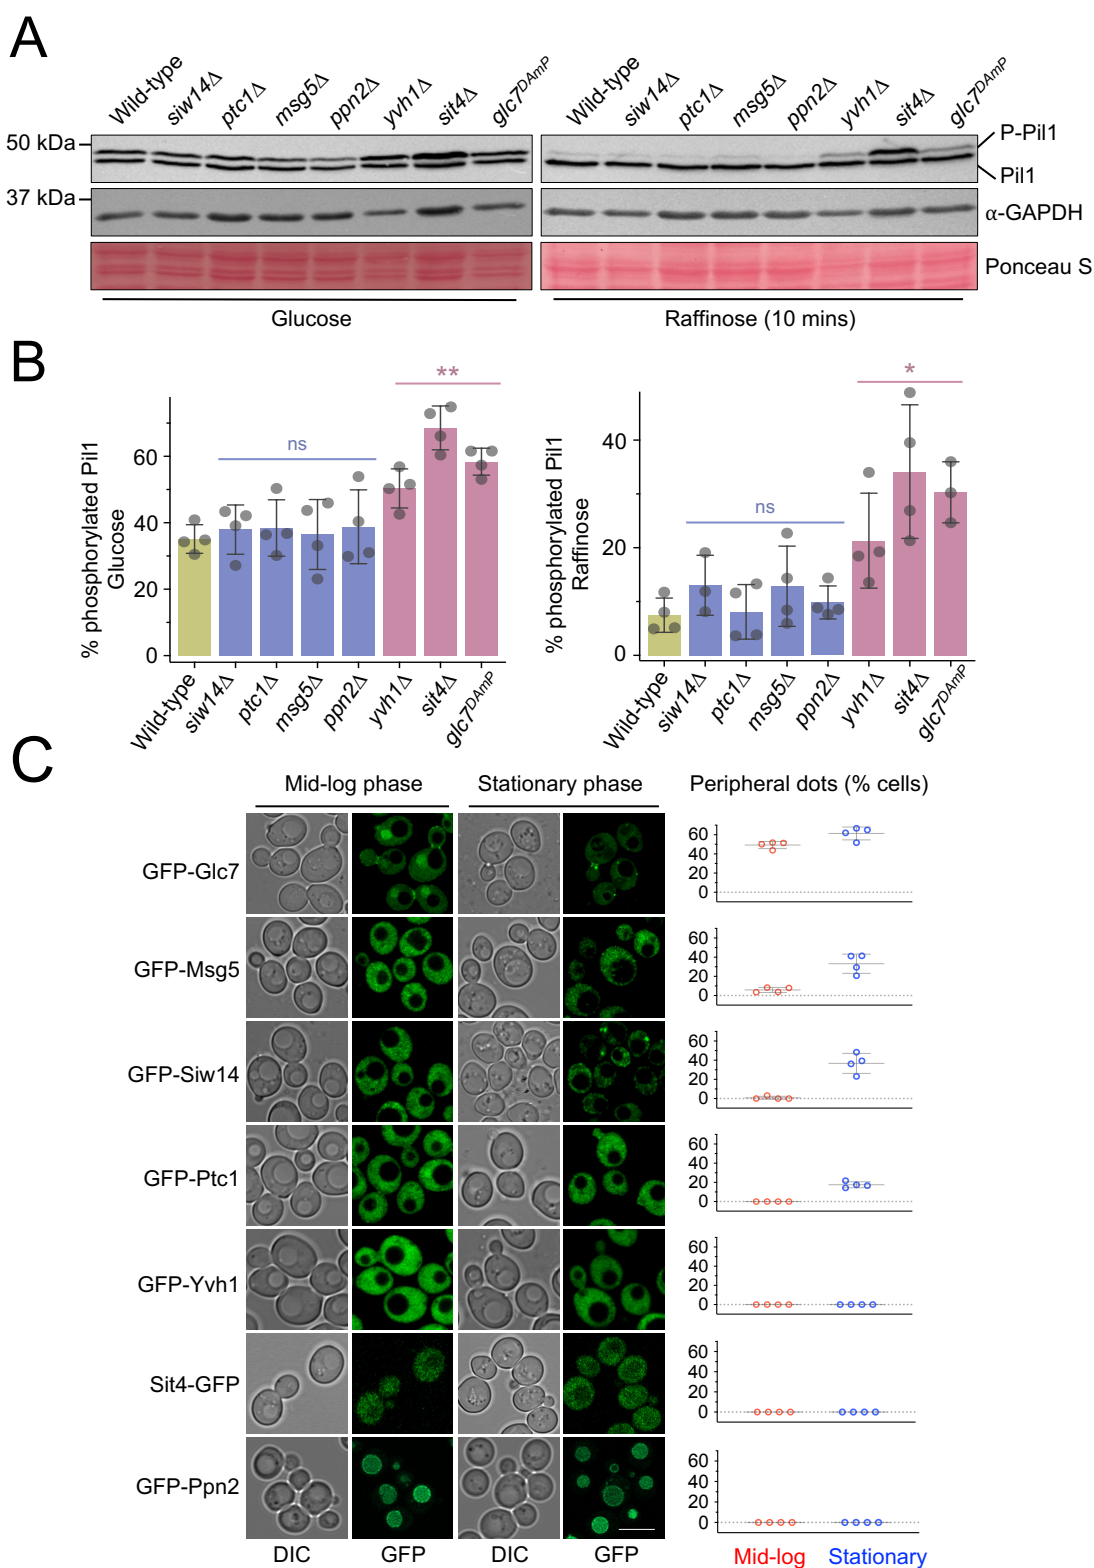 A
Wild-type siw14Δ ptc1Δ msg5Δ ppn2Δ yvh1Δ sit4Δ glc7DAmP Wild-type siw14Δ ptc1Δ msg5Δ ppn2Δ yvh1Δ sit4Δ glc7DAmP
50 kDa P-Pil1
Pil1
37 kDa α-GAPDH
Ponceau S
Glucose Raffinose (10 mins)
B
% phosphorylated Pil1
Glucose
60
40
20
0
ns
**
Wild-type siw14Δ ptc1Δ msg5Δ ppn2Δ yvh1Δ sit4Δ glc7DAmP
% phosphorylated Pil1
Raffinose
40
20
0
ns
*
Wild-type siw14Δ ptc1Δ msg5Δ ppn2Δ yvh1Δ sit4Δ glc7DAmP
C
Mid-log phase Stationary phase Peripheral dots (% cells)
GFP-Glc7
60
40
20
0
GFP-Msg5
60
40
20
0
GFP-Siw14
60
40
20
0
GFP-Ptc1
60
40
20
0
GFP-Yvh1
60
40
20
0
Sit4-GFP
60
40
20
0
GFP-Ppn2
60
40
20
0
DIC GFP DIC GFP Mid-log Stationary